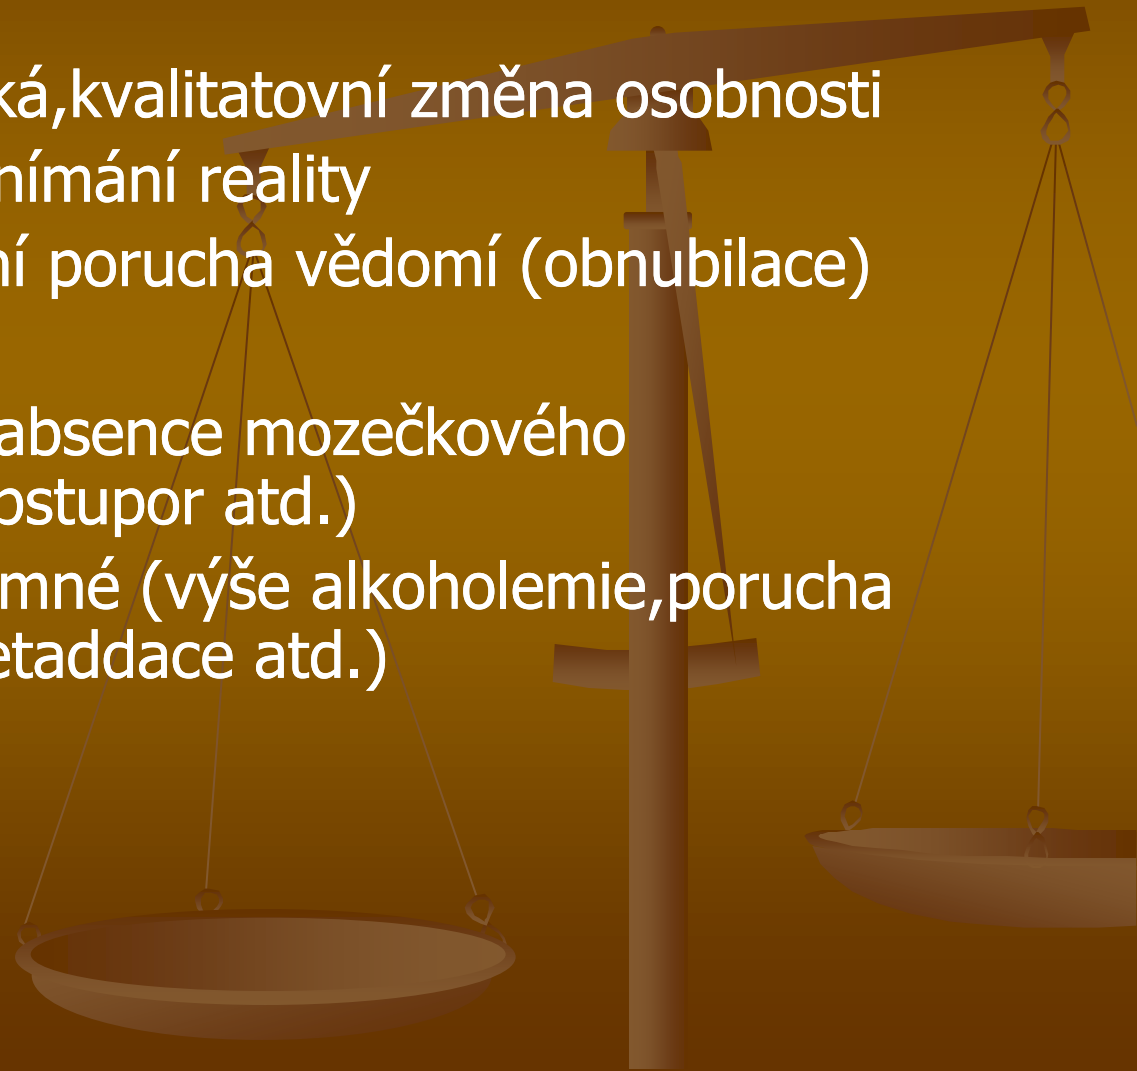 ká,kvalitatovní změna osobnosti
nímání reality
ní porucha vědomí (obnubilace)
absence mozečkového
bstupor atd.)
mné (výše alkoholemie,porucha
etaddace atd.)